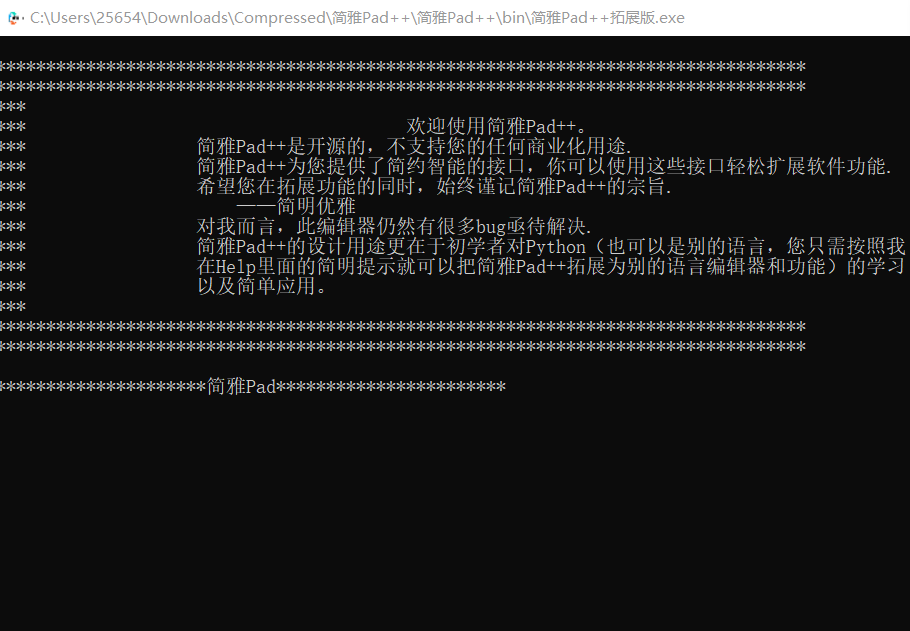 C:\Users\25654\Downloads\Compressed\简雅Pad++\简雅Pad++\bin\简雅Pad++拓展版.exe
*********************************************************************************
*********************************************************************************
***
*** 欢迎使用简雅Pad++。
*** 简雅Pad++是开源的，不支持您的任何商业化用途.
*** 简雅Pad++为您提供了简约智能的接口，你可以使用这些接口轻松扩展软件功能.
*** 希望您在拓展功能的同时，始终谨记简雅Pad++的宗旨.
*** ——简明优雅
*** 对我而言，此编辑器仍然有很多bug亟待解决.
*** 简雅Pad++的设计用途更在于初学者对Python（也可以是别的语言，您只需按照我
*** 在Help里面的简明提示就可以把简雅Pad++拓展为别的语言编辑器和功能）的学习
*** 以及简单应用。
***
*********************************************************************************
*********************************************************************************
*********************简雅Pad***********************